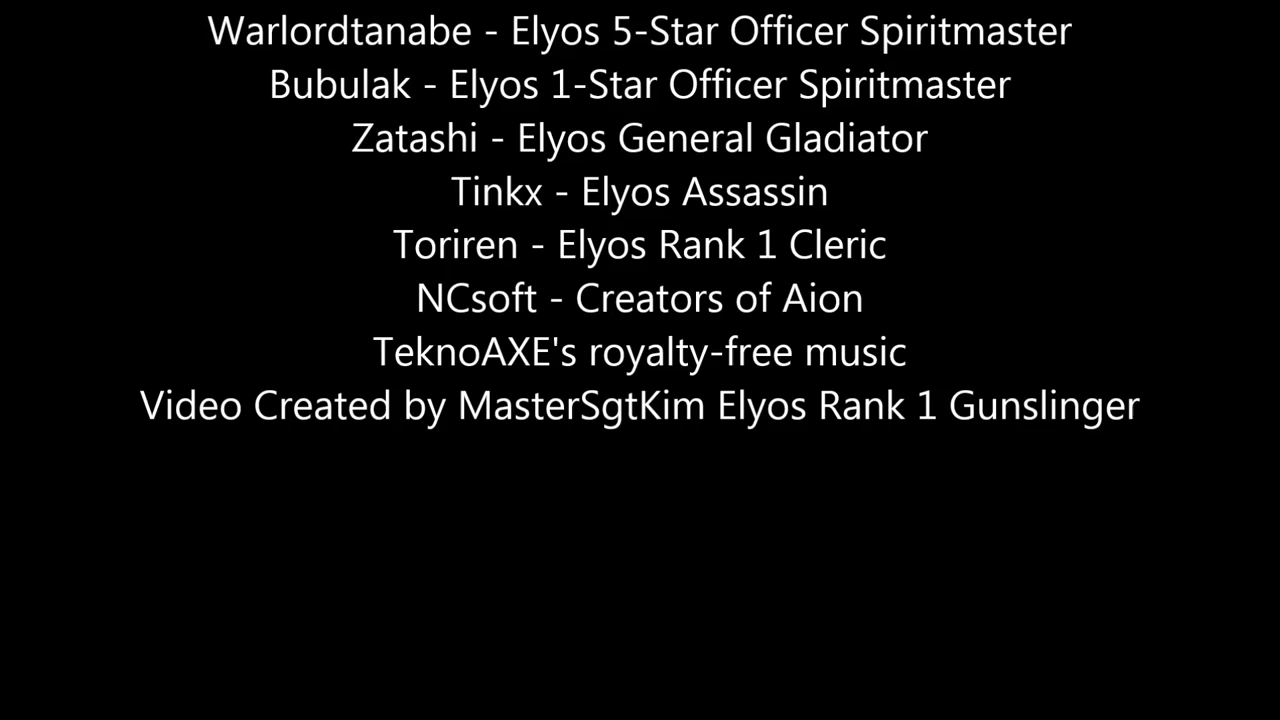 Warlordtanabe - Elyos 5-Star Officer Spiritmaster
Bubulak - Elyos 1-Star Officer Spiritmaster
Zatashi - Elyos General Gladiator
Tinkx - Elyos Assassin
Toriren - Elyos Rank 1 Cleric
NCsoft - Creators of Aion
TeknoAXE's royalty-free music
Video Created by MasterSgtKim Elyos Rank 1 Gunslinger